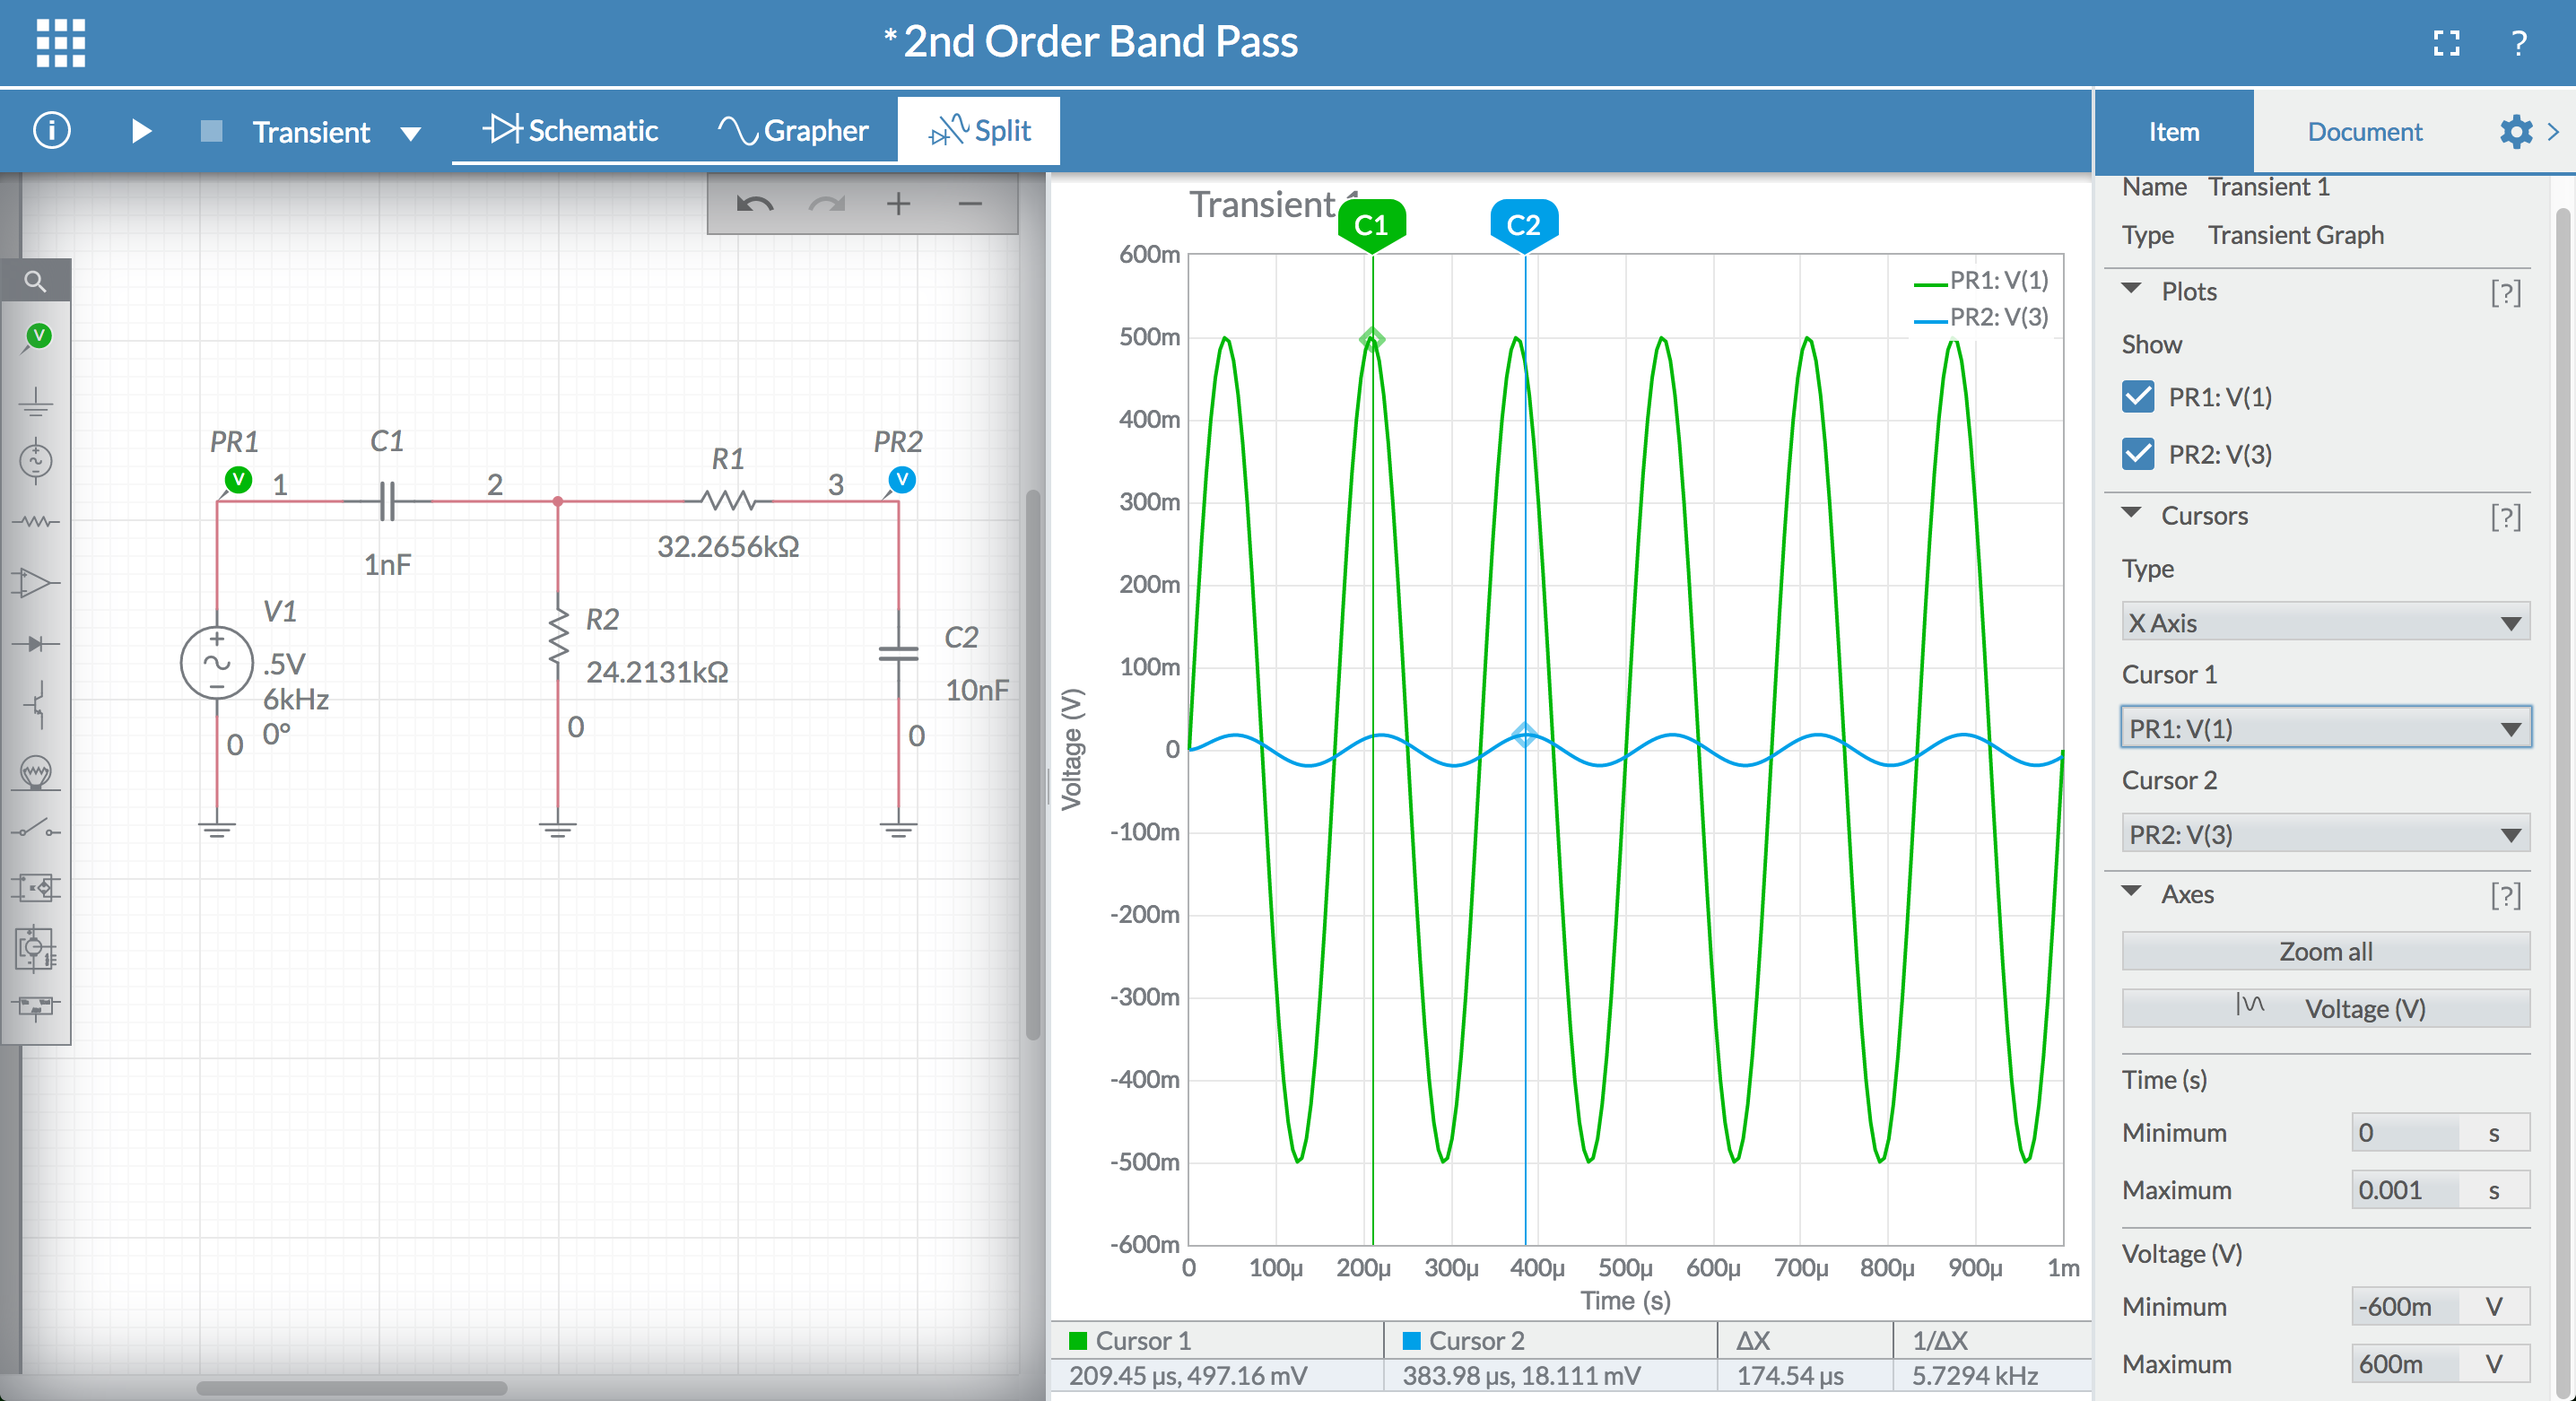 * 2nd Order Band Pass
?
Transient
Schematic
Grapher
Split
Item
Document
PR1
V
1
C1
1nF
2
R1
32.2656kΩ
3
PR2
V
V1
.5V
6kHz
0°
0
R2
24.2131kΩ
0
C2
10nF
0
V
Transient 1
C1
C2
PR1: V(1)
PR2: V(3)
600m
500m
400m
300m
200m
100m
0
-100m
-200m
-300m
-400m
-500m
-600m
Voltage (V)
0
100μ
200μ
300μ
400μ
500μ
600μ
700μ
800μ
900μ
1m
Time (s)
Cursor 1
Cursor 2
ΔX
1/ΔX
209.45 μs, 497.16 mV
383.98 μs, 18.111 mV
174.54 μs
5.7294 kHz
Name Transient 1
Type Transient Graph
Plots [?]
Show
PR1: V(1)
PR2: V(3)
Cursors [?]
Type
X Axis
Cursor 1
PR1: V(1)
Cursor 2
PR2: V(3)
Axes [?]
Zoom all
Voltage (V)
Time (s)
Minimum 0 s
Maximum 0.001 s
Voltage (V)
Minimum -600m V
Maximum 600m V